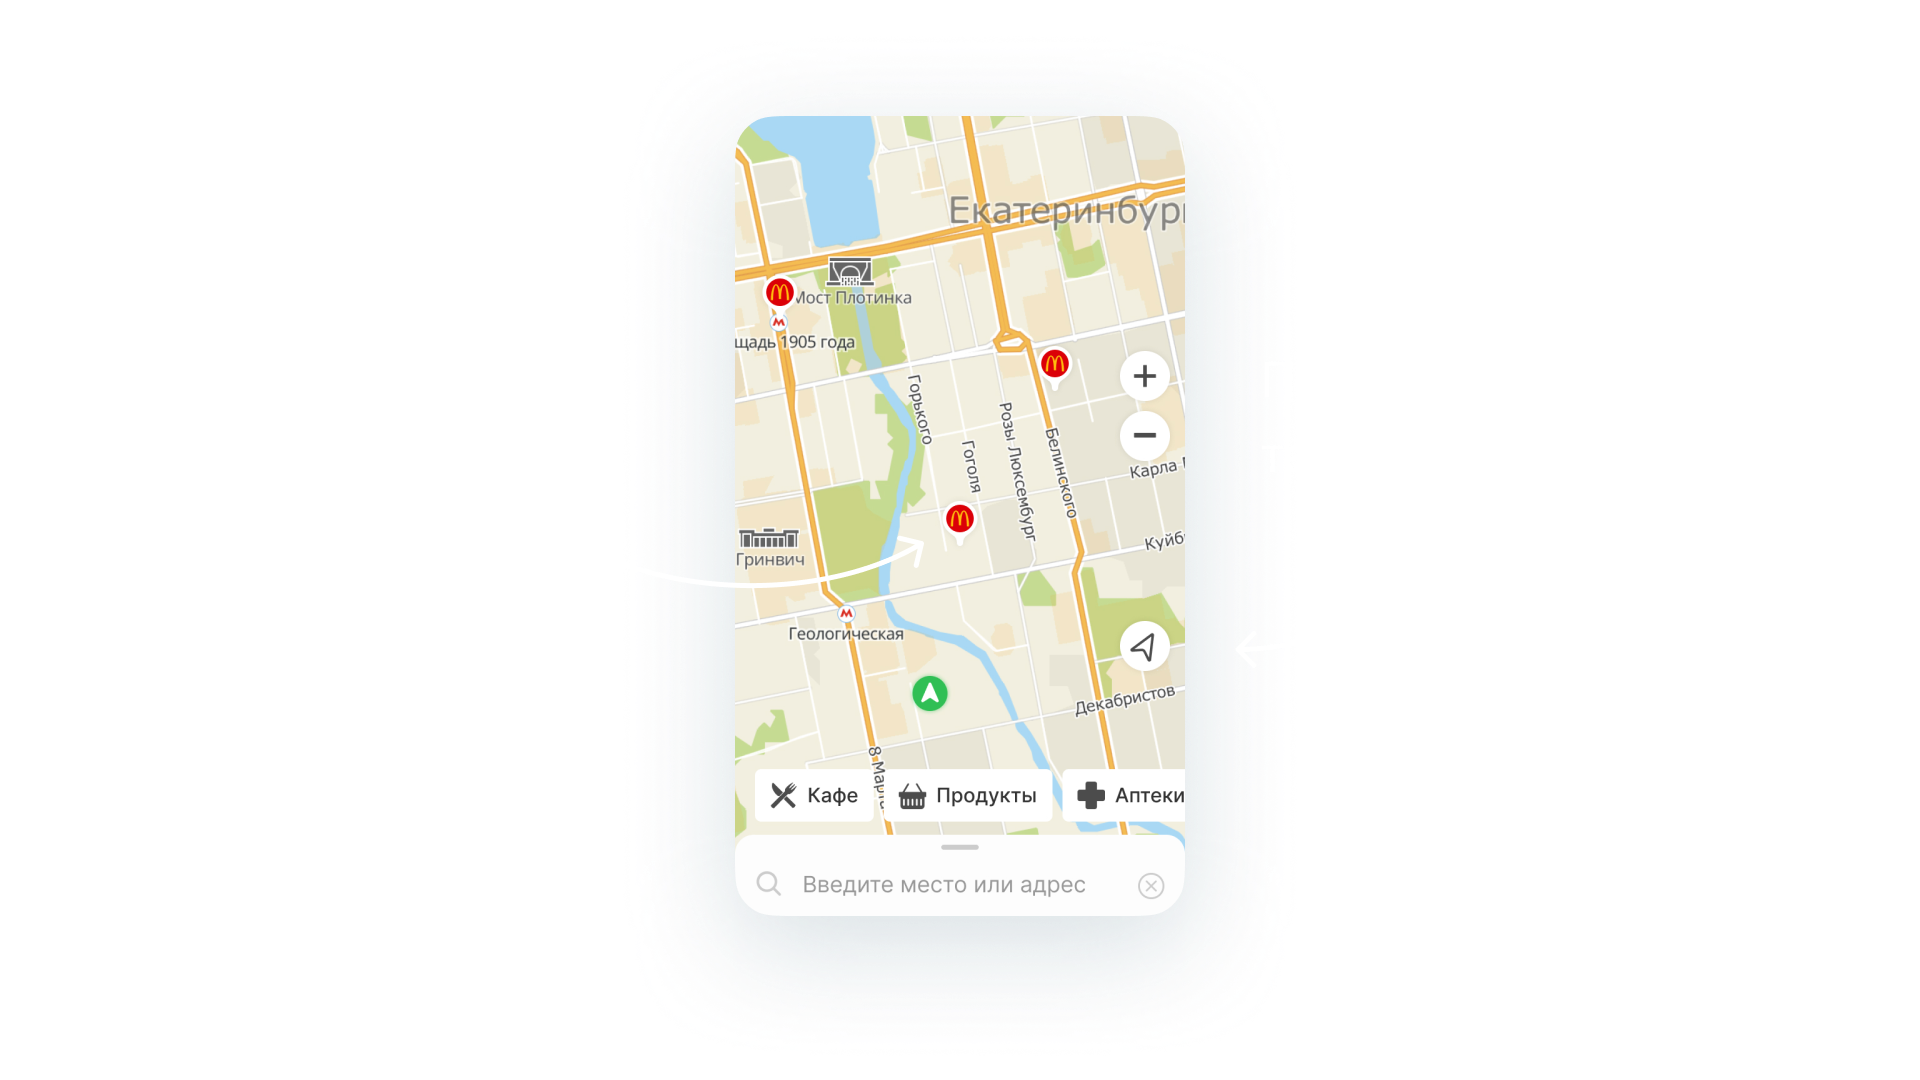 Екатеринбур
Мост Плотинка
щадь 1905 года
Горького
Гоголя
Розы Люксембург
Белинского
Карла
Куйб
Гринвич
Геологическая
Декабристов
8 Марта
Кафе
Продукты
Аптеки
Введите место или адрес